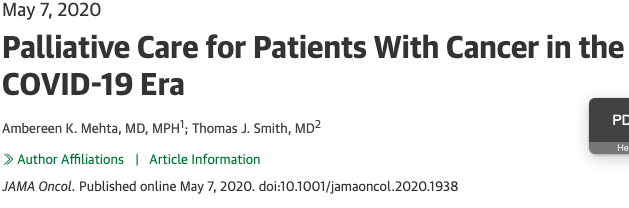 May 7, 2020
Palliative Care for Patients With Cancer in the
COVID-19 Era
Ambereen K. Mehta, MD, MPH1; Thomas J. Smith, MD2
Author Affiliations | Article Information
JAMA Oncol. Published online May 7, 2020. doi:10.1001/jamaoncol.2020.1938
PD
He